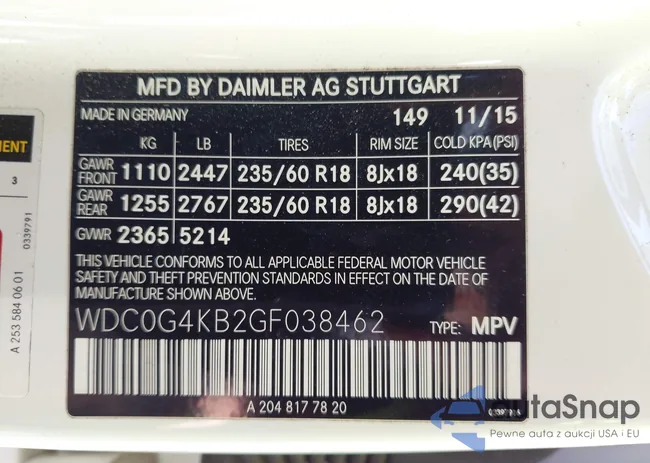 MFD BY DAIMLER AG STUTTGART
MADE IN GERMANY 149 11/15
KG LB TIRES RIM SIZE COLD KPA (PSI)
GAWR FRONT 1110 2447 235/60 R18 8Jx18 240(35)
GAWR REAR 1255 2767 235/60 R18 8Jx18 290(42)
GVWR 2365 5214
THIS VEHICLE CONFORMS TO ALL APPLICABLE FEDERAL MOTOR VEHICLE
SAFETY AND THEFT PREVENTION STANDARDS IN EFFECT ON THE DATE OF
MANUFACTURE SHOWN ABOVE.
WDC0G4KB2GF038462 TYPE: MPV
A 204 817 78 20
3
0339791
A 253 584 06 01
autaSnap
Pewne auta z aukcji USA i EU